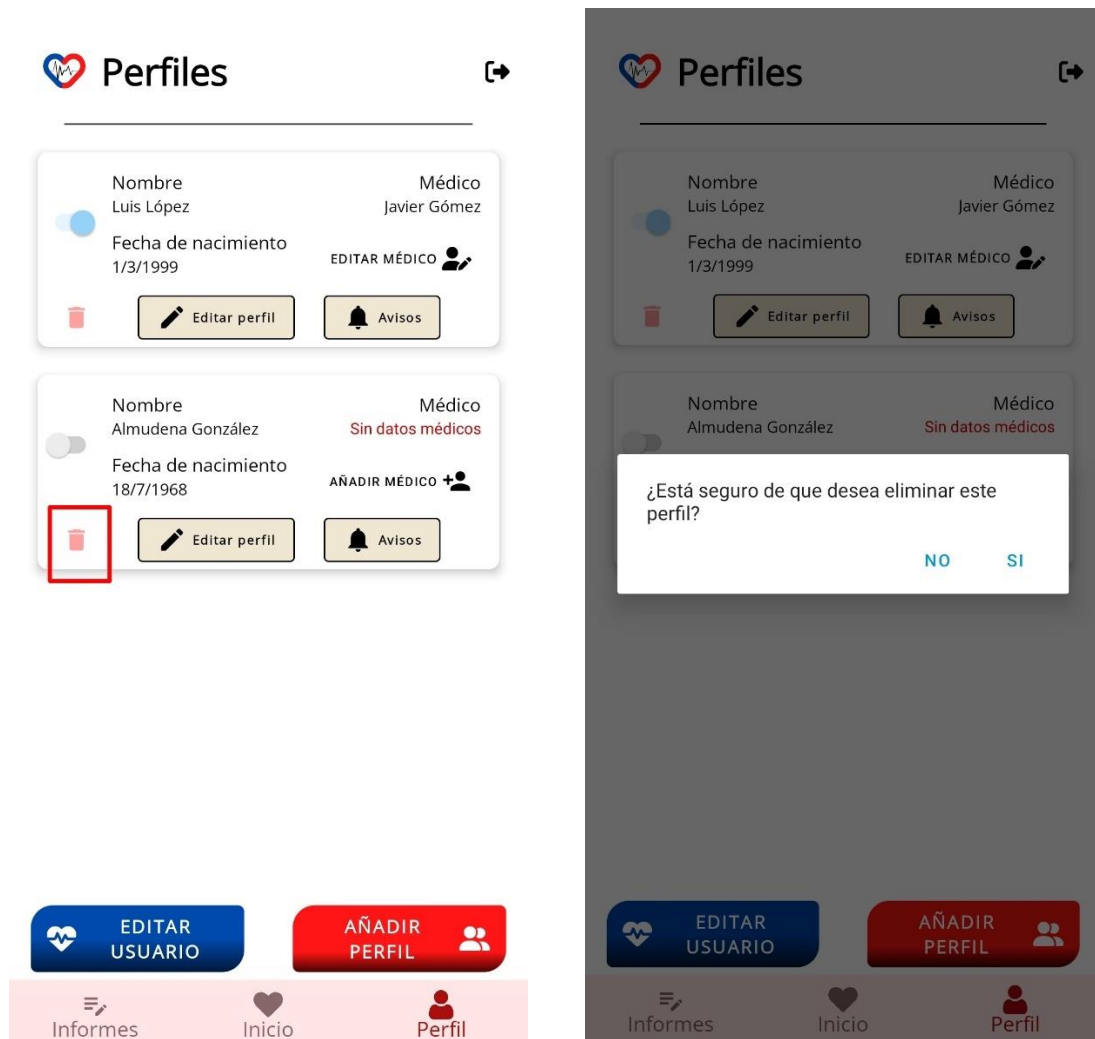 Perfiles
Nombre
Médico
Luis López
Javier Gómez
Fecha de nacimiento
1/3/1999
EDITAR MÉDICO
Editar perfil
Avisos
Nombre
Médico
Almudena González
Sin datos médicos
Fecha de nacimiento
18/7/1968
AÑADIR MÉDICO
Editar perfil
Avisos
EDITAR
USUARIO
AÑADIR
PERFIL
Informes
Inicio
Perfil
Perfiles
Nombre
Médico
Luis López
Javier Gómez
Fecha de nacimiento
1/3/1999
EDITAR MÉDICO
Editar perfil
Avisos
Nombre
Médico
Almudena González
Sin datos médicos
¿Está seguro de que desea eliminar este
perfil?
NO
SI
EDITAR
USUARIO
AÑADIR
PERFIL
Informes
Inicio
Perfil